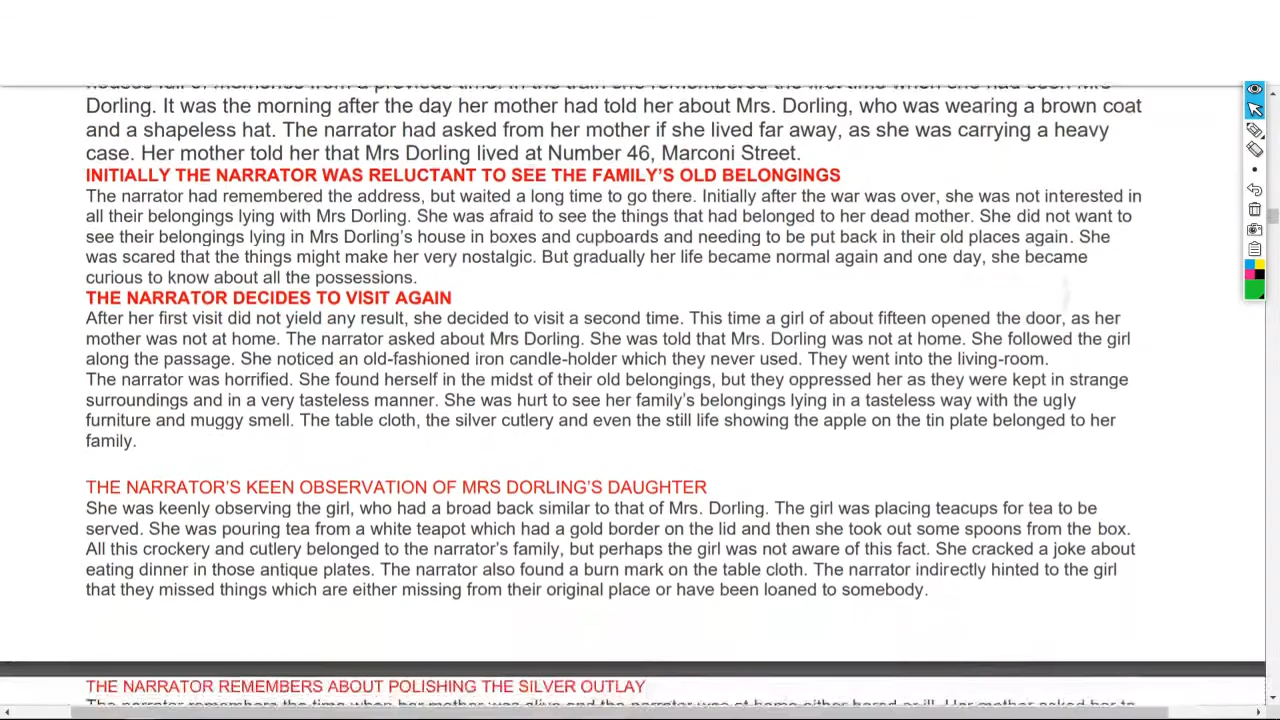 Dorling. It was the morning after the day her mother had told her about Mrs. Dorling, who was wearing a brown coat
and a shapeless hat. The narrator had asked from her mother if she lived far away, as she was carrying a heavy
case. Her mother told her that Mrs Dorling lived at Number 46, Marconi Street.
INITIALLY THE NARRATOR WAS RELUCTANT TO SEE THE FAMILY'S OLD BELONGINGS
The narrator had remembered the address, but waited a long time to go there. Initially after the war was over, she was not interested in
all their belongings lying with Mrs Dorling. She was afraid to see the things that had belonged to her dead mother. She did not want to
see their belongings lying in Mrs Dorling's house in boxes and cupboards and needing to be put back in their old places again. She
was scared that the things might make her very nostalgic. But gradually her life became normal again and one day, she became
curious to know about all the possessions.
THE NARRATOR DECIDES TO VISIT AGAIN
After her first visit did not yield any result, she decided to visit a second time. This time a girl of about fifteen opened the door, as her
mother was not at home. The narrator asked about Mrs Dorling. She was told that Mrs. Dorling was not at home. She followed the girl
along the passage. She noticed an old-fashioned iron candle-holder which they never used. They went into the living-room.
The narrator was horrified. She found herself in the midst of their old belongings, but they oppressed her as they were kept in strange
surroundings and in a very tasteless manner. She was hurt to see her family's belongings lying in a tasteless way with the ugly
furniture and muggy smell. The table cloth, the silver cutlery and even the still life showing the apple on the tin plate belonged to her
family.
THE NARRATOR'S KEEN OBSERVATION OF MRS DORLING'S DAUGHTER
She was keenly observing the girl, who had a broad back similar to that of Mrs. Dorling. The girl was placing teacups for tea to be
served. She was pouring tea from a white teapot which had a gold border on the lid and then she took out some spoons from the box.
All this crockery and cutlery belonged to the narrator's family, but perhaps the girl was not aware of this fact. She cracked a joke about
eating dinner in those antique plates. The narrator also found a burn mark on the table cloth. The narrator indirectly hinted to the girl
that they missed things which are either missing from their original place or have been loaned to somebody.
THE NARRATOR REMEMBERS ABOUT POLISHING THE SILVER OUTLAY